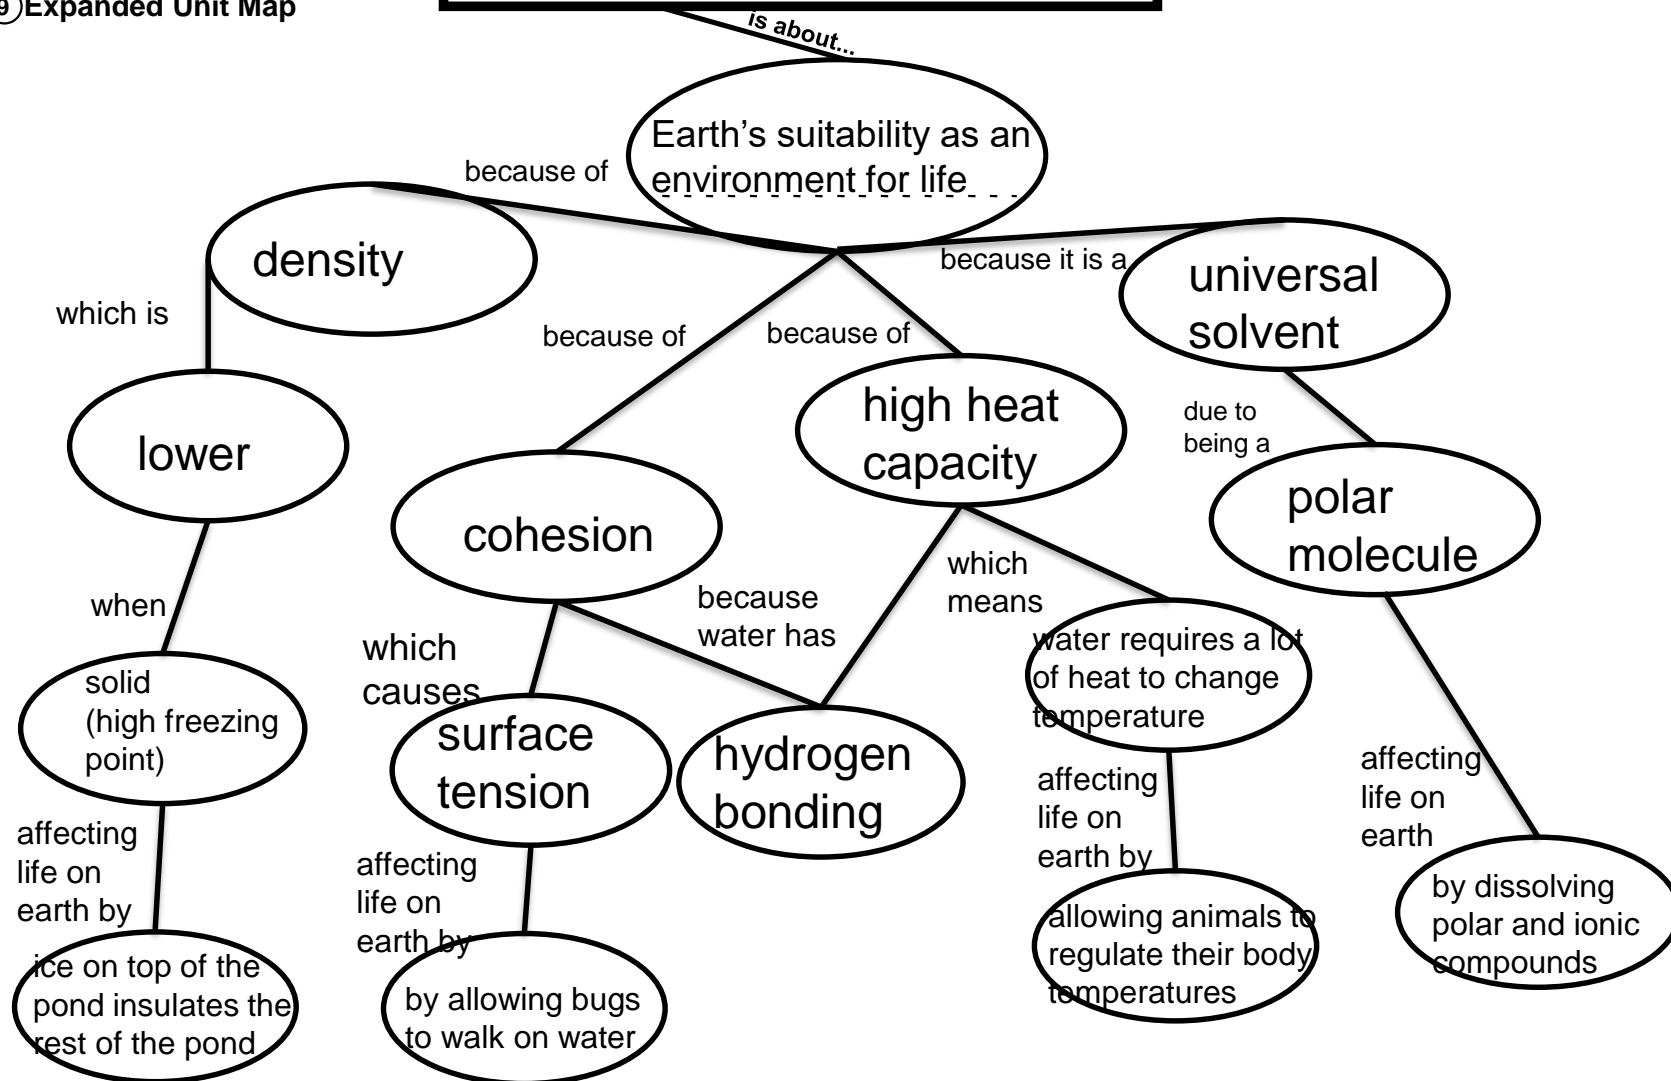 9 Expanded Unit Map
is about...
Earth’s suitability as an
environment for life
because of
density
which is
lower
when
solid
(high freezing
point)
affecting
life on
earth by
ice on top of the
pond insulates the
rest of the pond
because of
cohesion
which
causes
surface
tension
affecting
life on
earth by
by allowing bugs
to walk on water
because
water has
hydrogen
bonding
because of
high heat
capacity
which
means
water requires a lot
of heat to change
temperature
affecting
life on
earth by
allowing animals to
regulate their body
temperatures
because it is a
universal
solvent
due to
being a
polar
molecule
affecting
life on
earth
by dissolving
polar and ionic
compounds